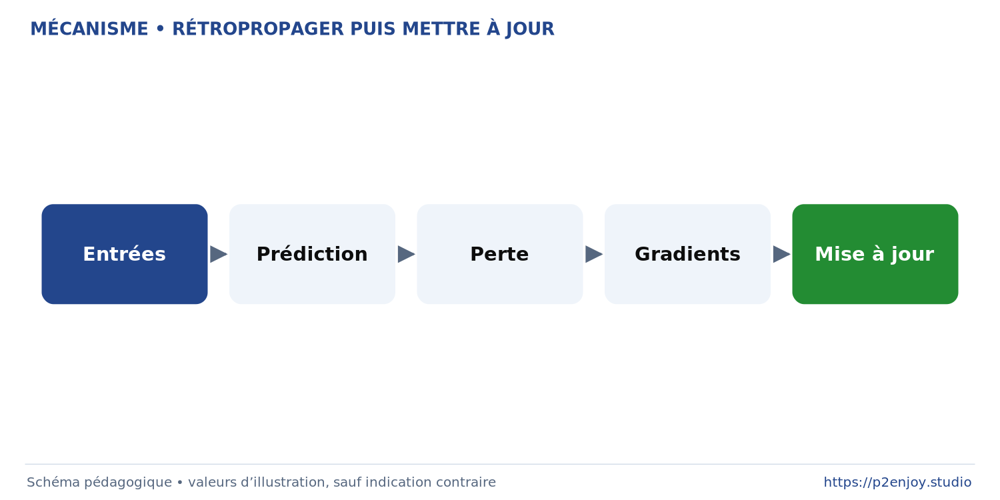 MÉCANISME • RÉTROPROPAGER PUIS METTRE À JOUR
Entrées
Prédiction
Perte
Gradients
Mise à jour
Schéma pédagogique • valeurs d’illustration, sauf indication contraire
https://p2enjoy.studio